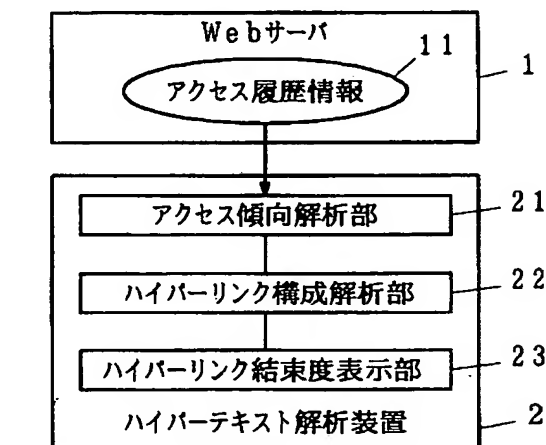 Webサーバ
11
1
アクセス履歴情報
アクセス傾向解析部
21
ハイパーリンク構成解析部
22
ハイパーリンク結束度表示部
23
ハイパーテキスト解析装置
2